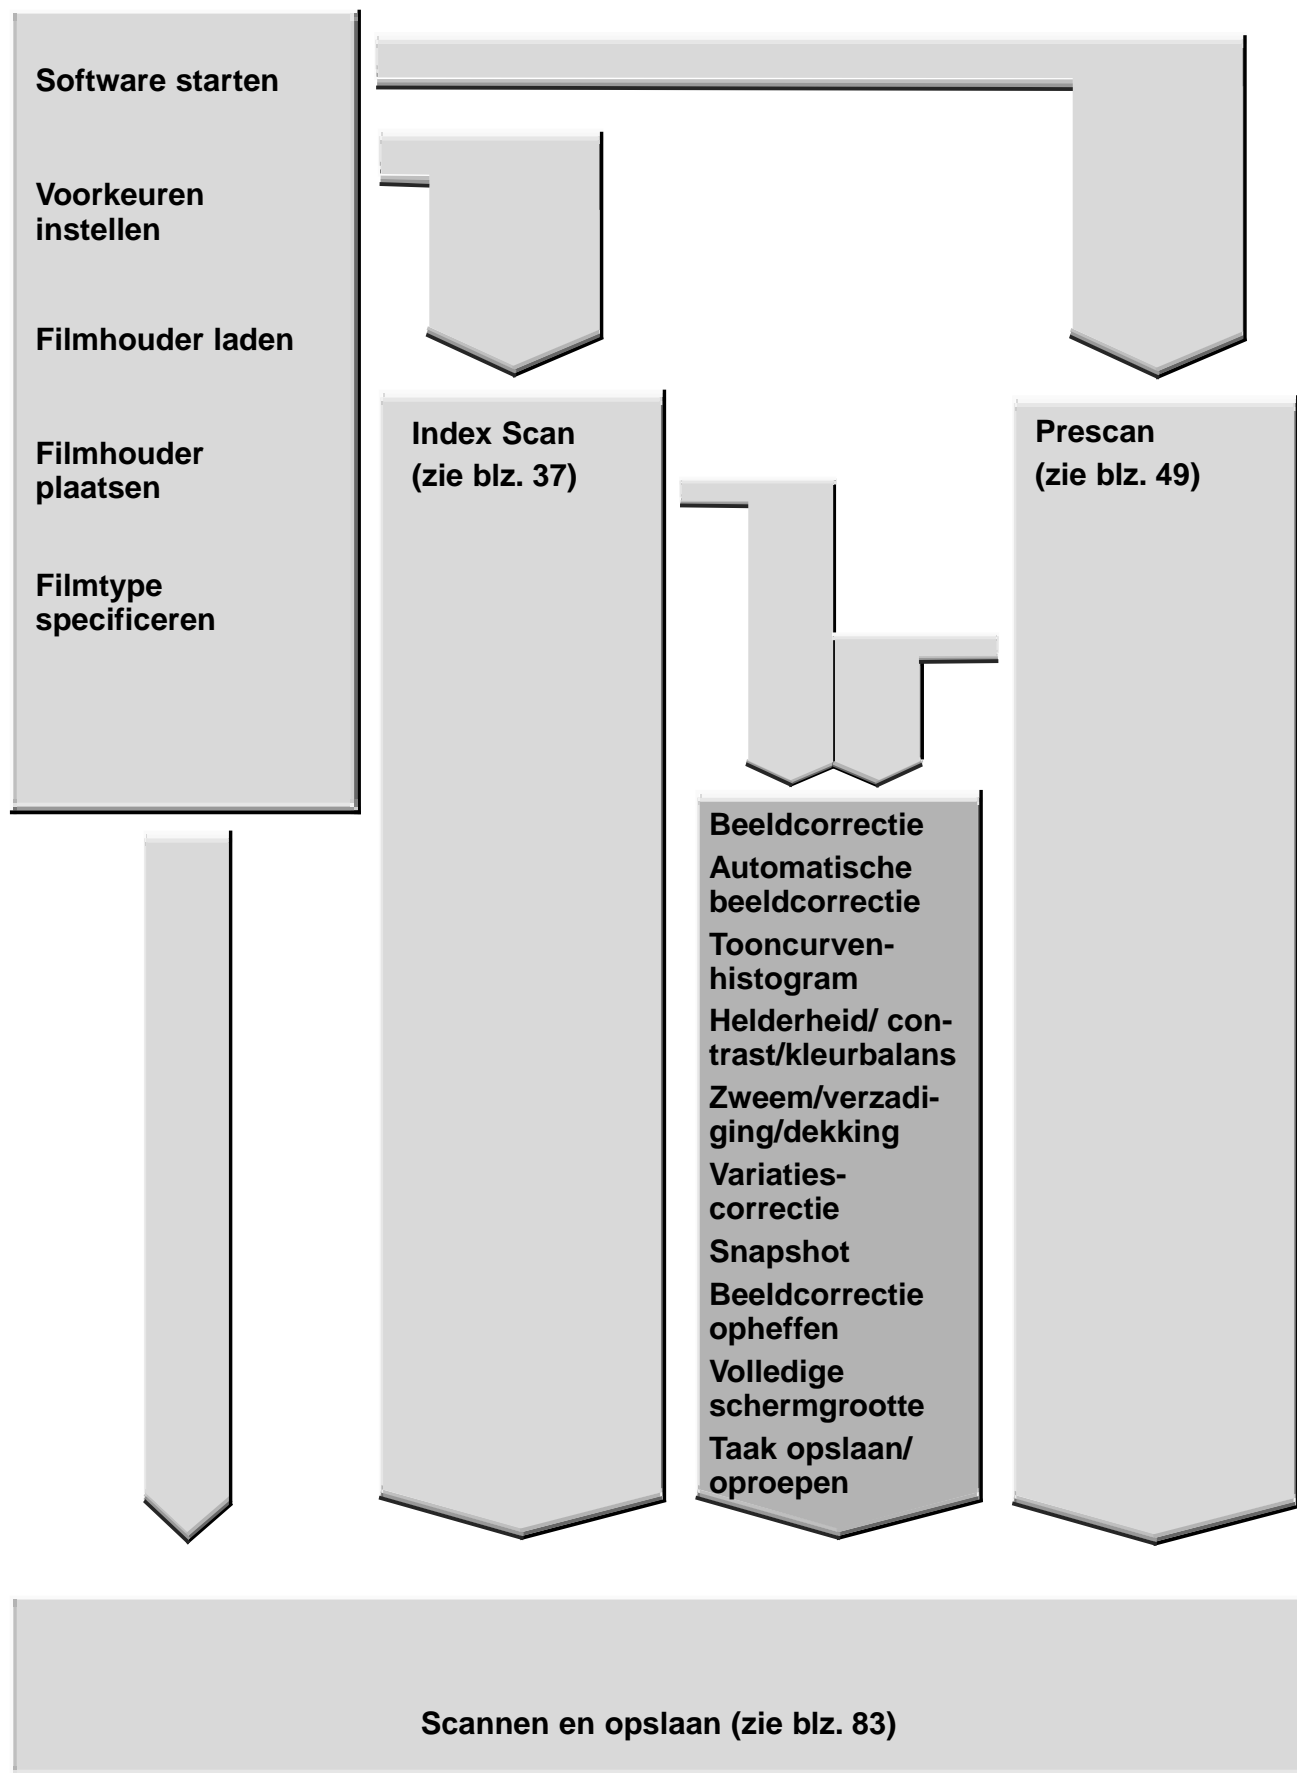 Software starten
Voorkeuren
instellen
Filmhouder laden
Filmhouder
plaatsen
Filmtype
specificeren
Index Scan
(zie blz. 37)
Prescan
(zie blz. 49)
Beeldcorrectie
Automatische
beeldcorrectie
Tooncurven-
histogram
Helderheid/ con-
trast/kleurbalans
Zweem/verzadi-
ging/dekking
Variaties-
correctie
Snapshot
Beeldcorrectie
opheffen
Volledige
schermgrootte
Taak opslaan/
oproepen
Scannen en opslaan (zie blz. 83)